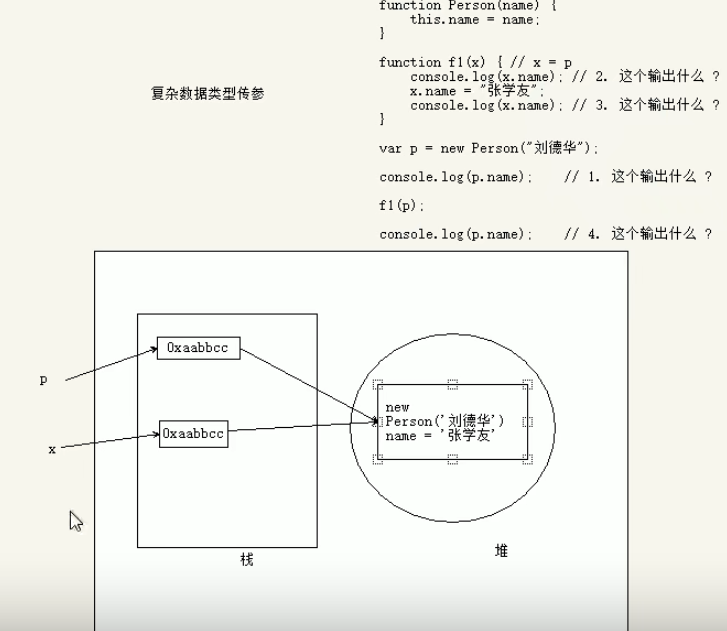 function Person(name) {
this.name = name;
}
function f1(x) { // x = p
console.log(x.name); // 2. 这个输出什么 ?
x.name = "张学友";
console.log(x.name); // 3. 这个输出什么 ?
}
复杂数据类型传参
var p = new Person("刘德华");
console.log(p.name); // 1. 这个输出什么 ?
f1(p);
console.log(p.name); // 4. 这个输出什么 ?
0xaabbcc
p
new
Person('刘德华')
name = '张学友'
0xaabbcc
x
栈
堆